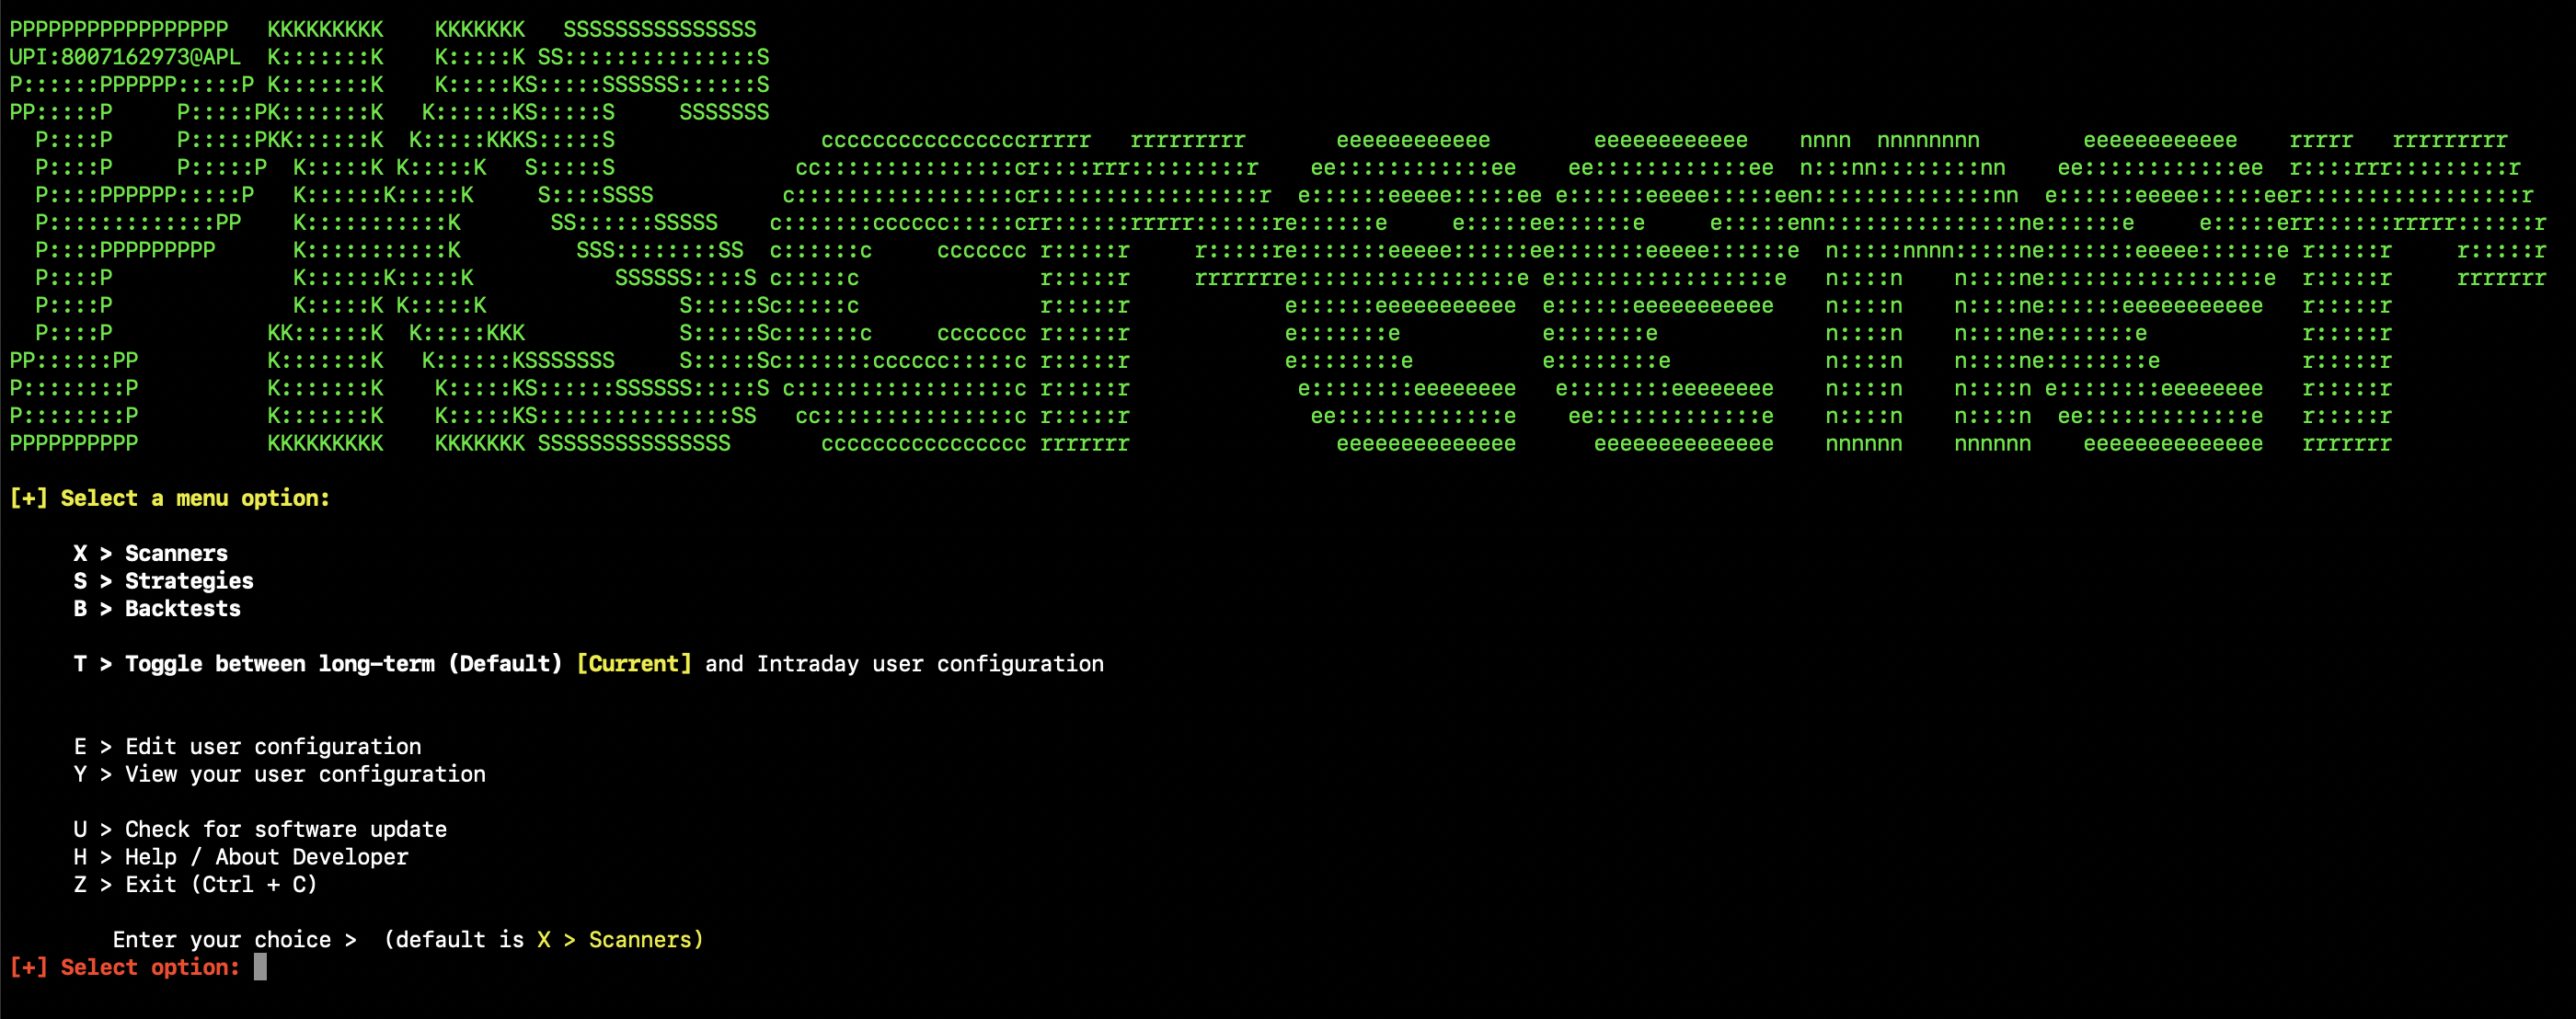 PPPPPPPPPPPPPPPPP   KKKKKKKKK    KKKKKKK   SSSSSSSSSSSSSSS
UPI:8007162973@APL  K:::::::K    K:::::K SS:::::::::::::::S
P::::::PPPPPP:::::P K:::::::K    K:::::KS:::::SSSSSS::::::S
PP:::::P     P:::::PK:::::::K   K::::::KS:::::S     SSSSSSS
  P::::P     P:::::PKK::::::K  K:::::KKKS:::::S                ccccccccccccccccrrrrr   rrrrrrrrr       eeeeeeeeeeee        eeeeeeeeeeee    nnnn  nnnnnnnn        eeeeeeeeeeee    rrrrr   rrrrrrrrr
  P::::P     P:::::P  K:::::K K:::::K   S:::::S              cc:::::::::::::::cr::::rrr:::::::::r    ee::::::::::::ee    ee::::::::::::ee  n:::nn::::::::nn    ee::::::::::::ee  r::::rrr:::::::::r
  P::::PPPPPP:::::P   K::::::K:::::K     S::::SSSS          c:::::::::::::::::cr:::::::::::::::::r  e::::::eeeee:::::ee e::::::eeeee:::::een::::::::::::::nn  e::::::eeeee:::::eer:::::::::::::::::r
  P:::::::::::::PP    K:::::::::::K       SS::::::SSSSS    c:::::::cccccc:::::crr::::::rrrrr::::::re::::::e     e:::::ee::::::e     e:::::enn:::::::::::::::ne::::::e     e:::::err::::::rrrrr::::::r
  P::::PPPPPPPPP      K:::::::::::K         SSS::::::::SS  c::::::c     ccccccc r:::::r     r:::::re:::::::eeeee::::::ee:::::::eeeee::::::e  n:::::nnnn:::::ne:::::::eeeee::::::e r:::::r     r:::::r
  P::::P              K::::::K:::::K           SSSSSS::::S c:::::c              r:::::r     rrrrrrre:::::::::::::::::e e::::::::::::::::e   n::::n    n::::ne:::::::::::::::::e  r:::::r     rrrrrrr
  P::::P              K:::::K K:::::K               S:::::Sc:::::c              r:::::r            e::::::eeeeeeeeeee  e::::::eeeeeeeeeee    n::::n    n::::ne::::::eeeeeeeeeee   r:::::r
  P::::P            KK::::::K  K:::::KKK            S:::::Sc::::::c     ccccccc r:::::r            e:::::::e           e:::::::e             n::::n    n::::ne:::::::e            r:::::r
PP::::::PP          K:::::::K   K::::::KSSSSSSS     S:::::Sc:::::::cccccc:::::c r:::::r            e::::::::e          e::::::::e            n::::n    n::::ne::::::::e           r:::::r
P::::::::P          K:::::::K    K:::::KS::::::SSSSSS:::::S c:::::::::::::::::c r:::::r             e::::::::eeeeeeee   e::::::::eeeeeeee    n::::n    n::::n e::::::::eeeeeeee   r:::::r
P::::::::P          K:::::::K    K:::::KS:::::::::::::::SS   cc:::::::::::::::c r:::::r              ee:::::::::::::e    ee:::::::::::::e    n::::n    n::::n  ee:::::::::::::e   r:::::r
PPPPPPPPPP          KKKKKKKKK    KKKKKKK SSSSSSSSSSSSSSS       cccccccccccccccc rrrrrrr                eeeeeeeeeeeeee      eeeeeeeeeeeeee    nnnnnn    nnnnnn    eeeeeeeeeeeeee   rrrrrrr
[+] Select a menu option:
X > Scanners
S > Strategies
B > Backtests
T > Toggle between long-term (Default) [Current] and Intraday user configuration
E > Edit user configuration
Y > View your user configuration
U > Check for software update
H > Help / About Developer
Z > Exit (Ctrl + C)
Enter your choice >  (default is X > Scanners)
[+] Select option: